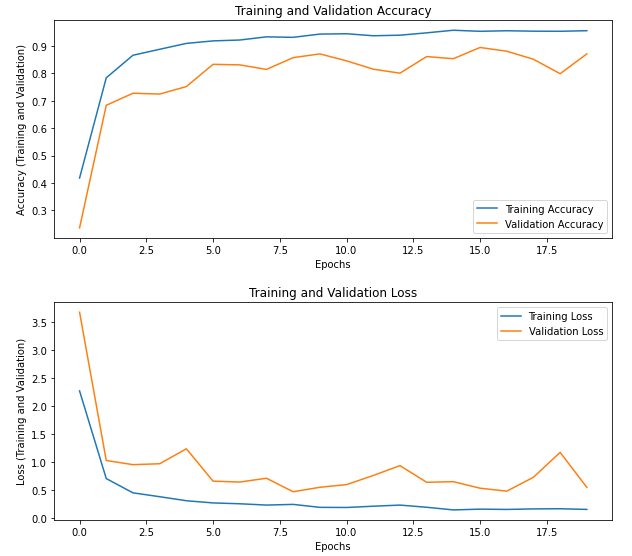 Training and Validation Accuracy
Accuracy (Training and Validation)
0.9
0.8
0.7
0.6
0.5
0.4
0.3
Training Accuracy
Validation Accuracy
0.0 2.5 5.0 7.5 10.0 12.5 15.0 17.5
Epochs
Training and Validation Loss
Loss (Training and Validation)
3.5
3.0
2.5
2.0
1.5
1.0
0.5
0.0
Training Loss
Validation Loss
0.0 2.5 5.0 7.5 10.0 12.5 15.0 17.5
Epochs